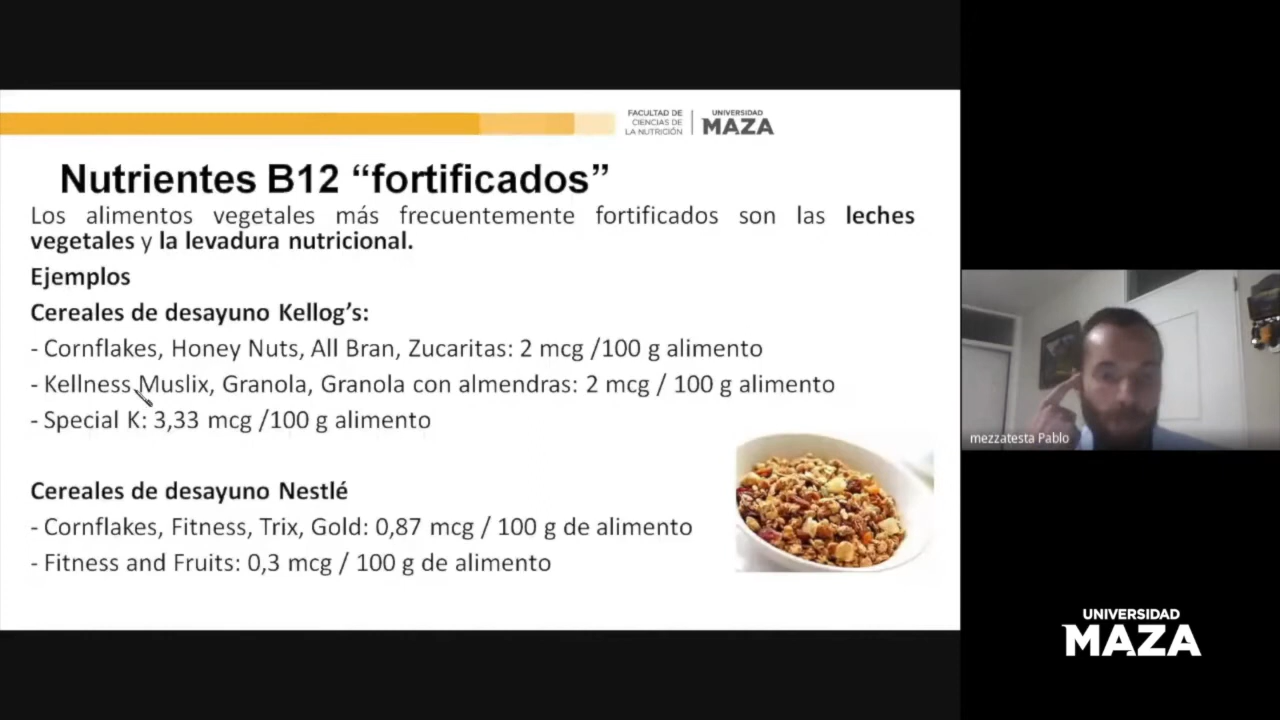 FACULTAD DE
CIENCIAS DE
LA NUTRICIÓN
UNIVERSIDAD
MAZA
Nutrientes B12 “fortificados”
Los alimentos vegetales más frecuentemente fortificados son las leches
vegetales y la levadura nutricional.
Ejemplos
Cereales de desayuno Kellog’s:
- Cornflakes, Honey Nuts, All Bran, Zucaritas: 2 mcg /100 g alimento
- Kellness Muslix, Granola, Granola con almendras: 2 mcg / 100 g alimento
- Special K: 3,33 mcg /100 g alimento
Cereales de desayuno Nestlé
- Cornflakes, Fitness, Trix, Gold: 0,87 mcg / 100 g de alimento
- Fitness and Fruits: 0,3 mcg / 100 g de alimento
mezzatesta Pablo
UNIVERSIDAD
MAZA